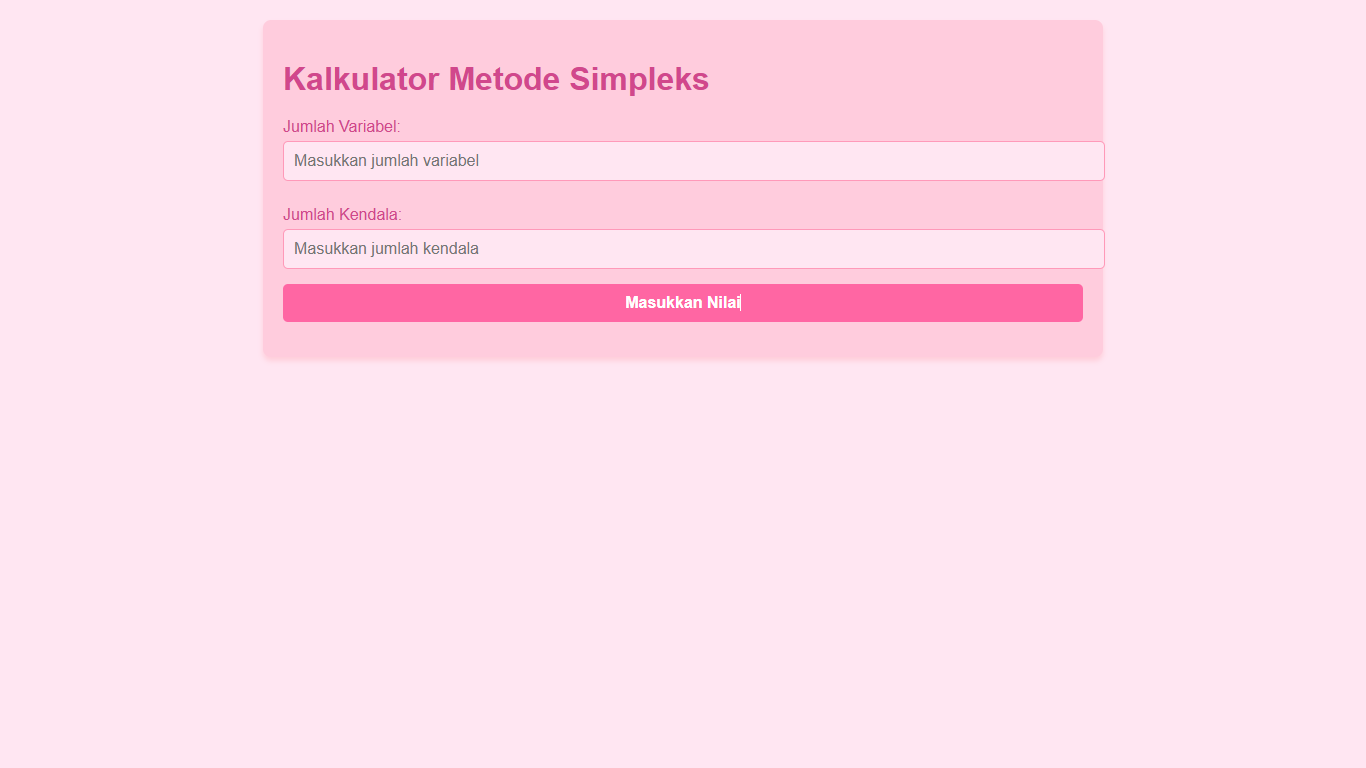 Kalkulator Metode Simpleks
Jumlah Variabel:
Masukkan jumlah variabel
Jumlah Kendala:
Masukkan jumlah kendala
Masukkan Nilai